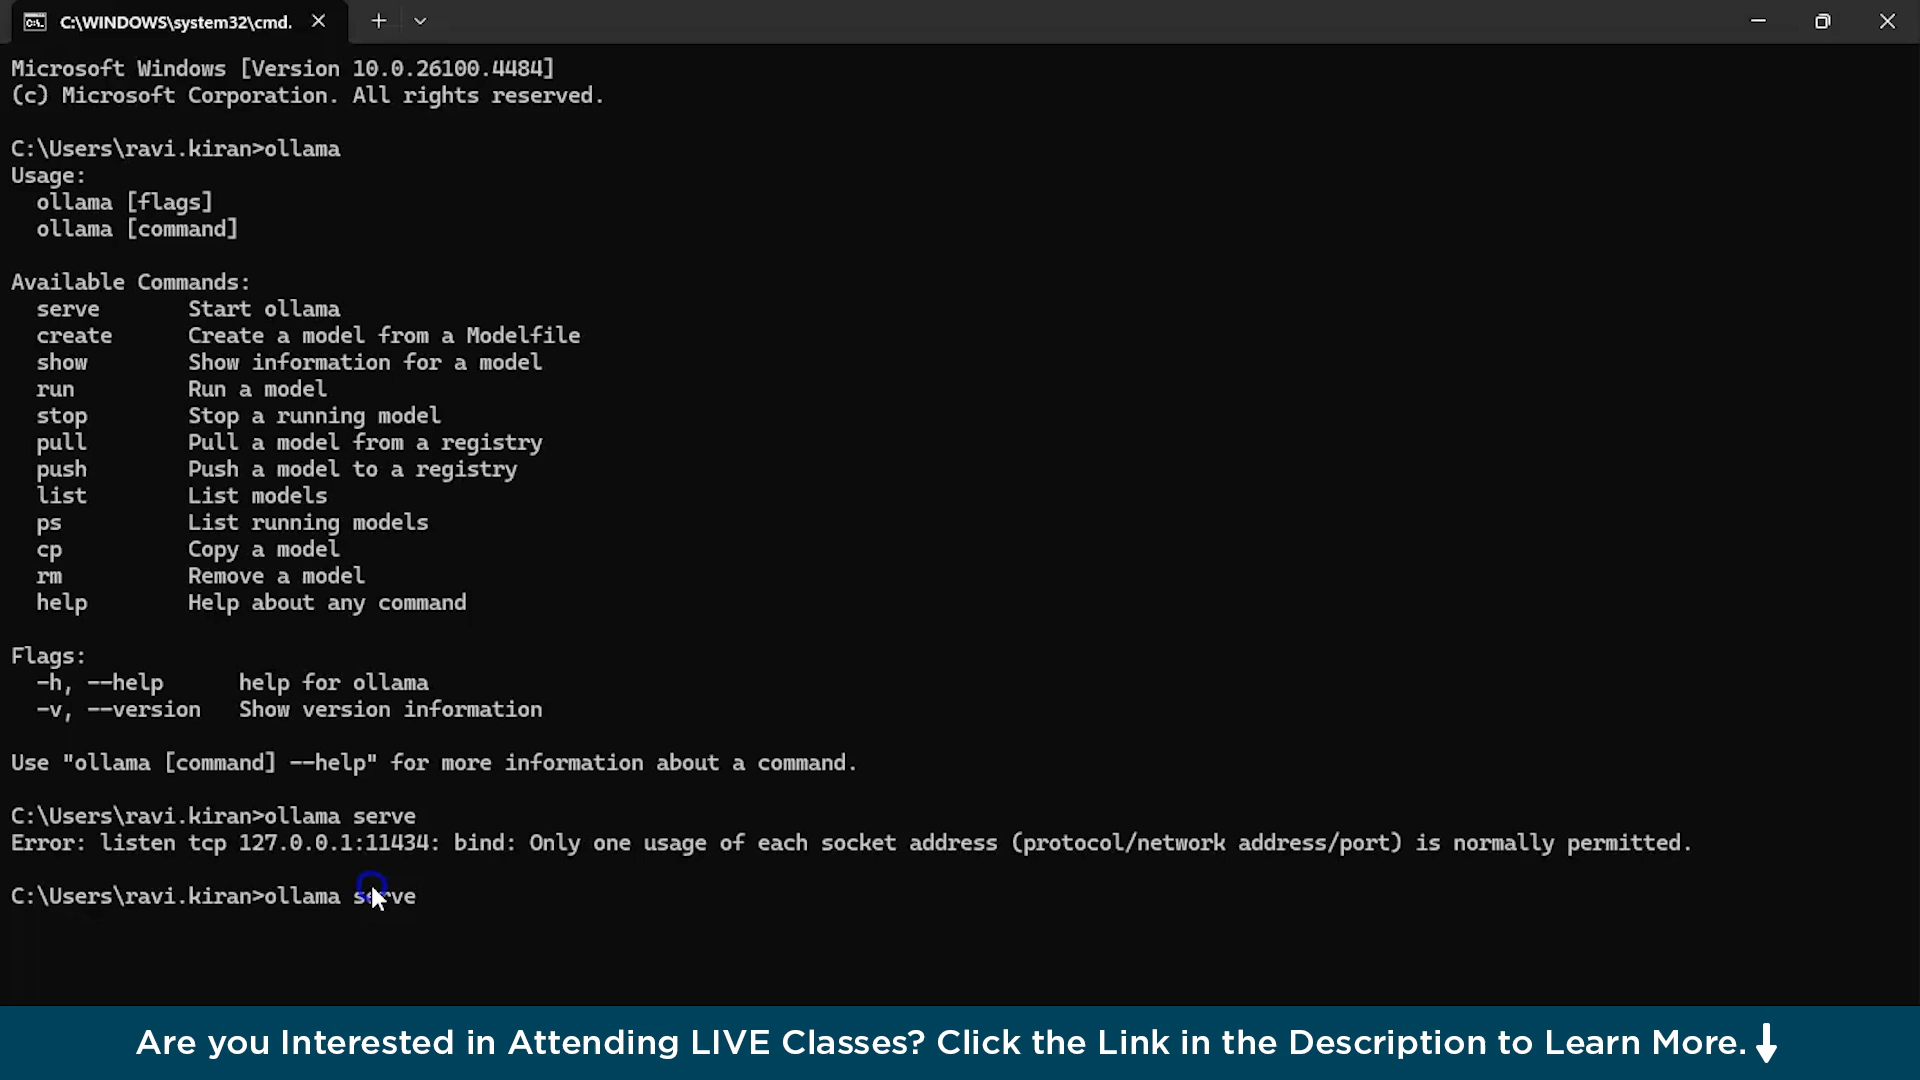 C:\WINDOWS\system32\cmd.
Microsoft Windows [Version 10.0.26100.4484]
(c) Microsoft Corporation. All rights reserved.
C:\Users\ravi.kiran>ollama
Usage:
  ollama [flags]
  ollama [command]
Available Commands:
  serve       Start ollama
  create      Create a model from a Modelfile
  show        Show information for a model
  run         Run a model
  stop        Stop a running model
  pull        Pull a model from a registry
  push        Push a model to a registry
  list        List models
  ps          List running models
  cp          Copy a model
  rm          Remove a model
  help        Help about any command
Flags:
  -h, --help      help for ollama
  -v, --version   Show version information
Use "ollama [command] --help" for more information about a command.
C:\Users\ravi.kiran>ollama serve
Error: listen tcp 127.0.0.1:11434: bind: Only one usage of each socket address (protocol/network address/port) is normally permitted.
C:\Users\ravi.kiran>ollama serve
Are you Interested in Attending LIVE Classes? Click the Link in the Description to Learn More.